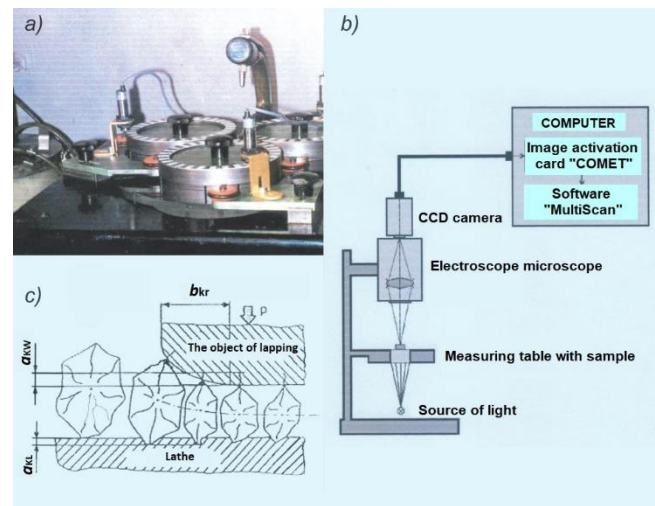 a)
b)
COMPUTER
Image activation
card "COMET"
Software
"MultiScan"
CCD camera
Electroscope microscope
Measuring table with sample
Source of light
c)
bkr
P
The object of lapping
aKW
aKL
Lathe